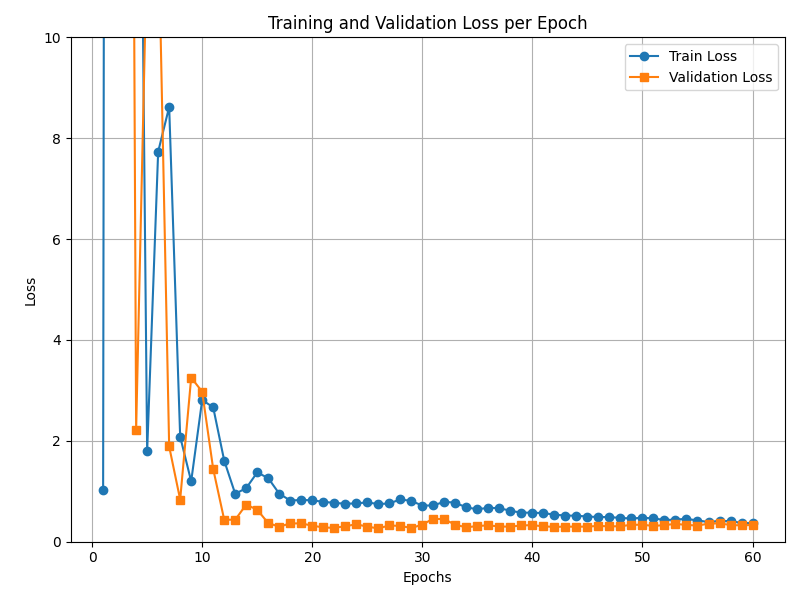 Training and Validation Loss per Epoch
Train Loss
Validation Loss
10
8
6
4
2
0
Loss
0 10 20 30 40 50 60
Epochs